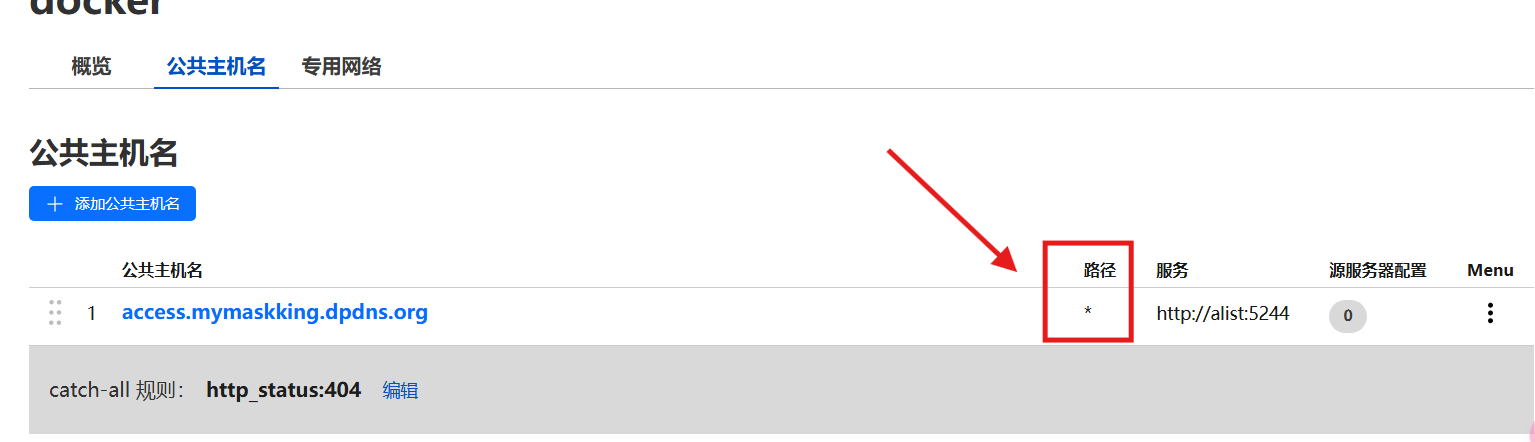 docker
概览 公共主机名 专用网络
公共主机名
添加公共主机名
公共主机名 路径 服务 源服务器配置 Menu
1 access.mymaskking.dpdns.org * http://alist:5244 0
catch-all 规则： http_status:404 编辑